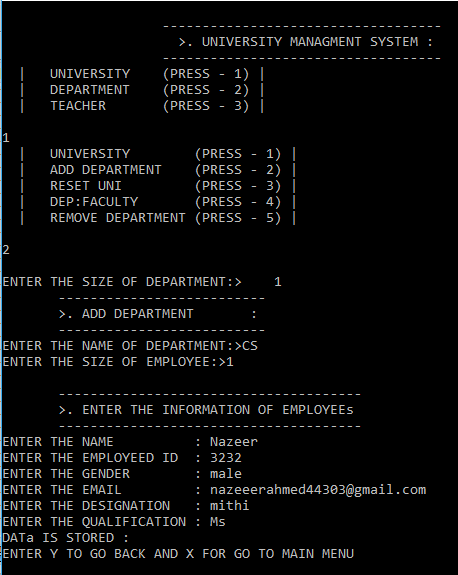 -----------------------------------
>. UNIVERSITY MANAGMENT SYSTEM :
-----------------------------------
| UNIVERSITY (PRESS - 1) |
| DEPARTMENT (PRESS - 2) |
| TEACHER (PRESS - 3) |
1
| UNIVERSITY (PRESS - 1) |
| ADD DEPARTMENT (PRESS - 2) |
| RESET UNI (PRESS - 3) |
| DEP:FACULTY (PRESS - 4) |
| REMOVE DEPARTMENT (PRESS - 5) |
2
ENTER THE SIZE OF DEPARTMENT:> 1
--------------------------
>. ADD DEPARTMENT :
--------------------------
ENTER THE NAME OF DEPARTMENT:>CS
ENTER THE SIZE OF EMPLOYEE:>1
--------------------------------------
>. ENTER THE INFORMATION OF EMPLOYEEs
--------------------------------------
ENTER THE NAME : Nazeer
ENTER THE EMPLOYEED ID : 3232
ENTER THE GENDER : male
ENTER THE EMAIL : nazeeerahmed44303@gmail.com
ENTER THE DESIGNATION : mithi
ENTER THE QUALIFICATION : Ms
DATa IS STORED :
ENTER Y TO GO BACK AND X FOR GO TO MAIN MENU